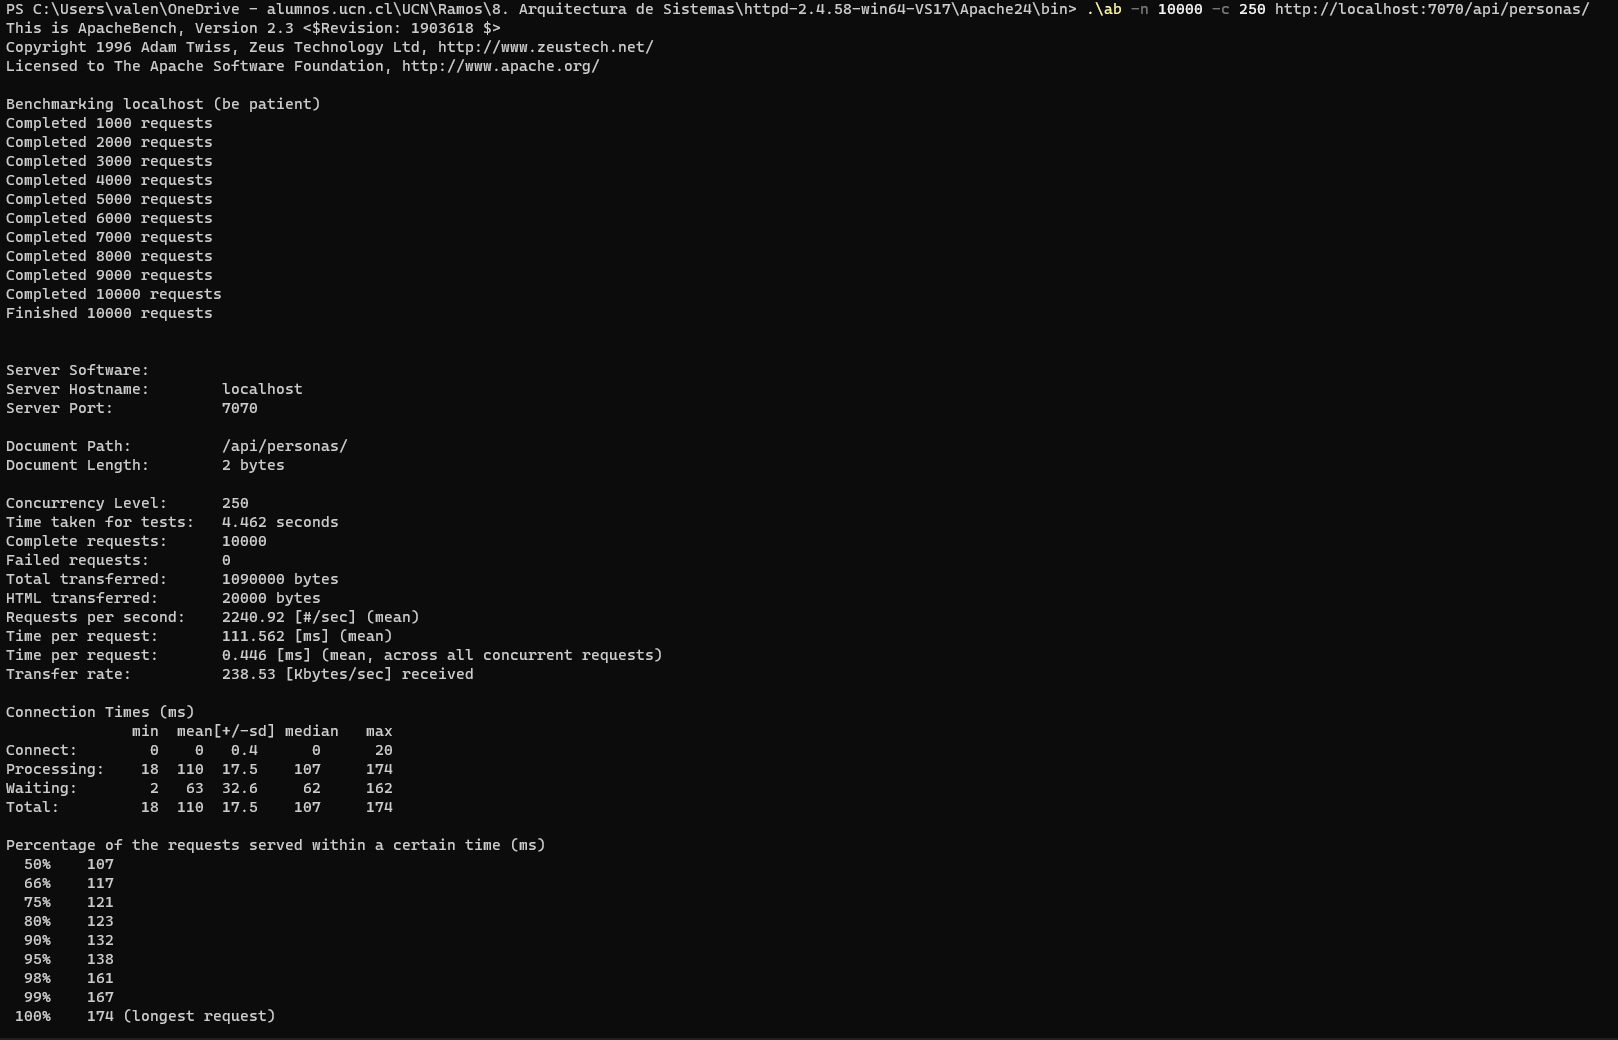 PS C:\Users\valen\OneDrive - alumnos.ucn.cl\UCN\Ramos\8. Arquitectura de Sistemas\httpd-2.4.58-win64-VS17\Apache24\bin> .\ab -n 10000 -c 250 http://localhost:7070/api/personas/
This is ApacheBench, Version 2.3 <$Revision: 1903618 $>
Copyright 1996 Adam Twiss, Zeus Technology Ltd, http://www.zeustech.net/
Licensed to The Apache Software Foundation, http://www.apache.org/

Benchmarking localhost (be patient)
Completed 1000 requests
Completed 2000 requests
Completed 3000 requests
Completed 4000 requests
Completed 5000 requests
Completed 6000 requests
Completed 7000 requests
Completed 8000 requests
Completed 9000 requests
Completed 10000 requests
Finished 10000 requests


Server Software:
Server Hostname:        localhost
Server Port:            7070

Document Path:          /api/personas/
Document Length:        2 bytes

Concurrency Level:      250
Time taken for tests:   4.462 seconds
Complete requests:      10000
Failed requests:        0
Total transferred:      1090000 bytes
HTML transferred:       20000 bytes
Requests per second:    2240.92 [#/sec] (mean)
Time per request:       111.562 [ms] (mean)
Time per request:       0.446 [ms] (mean, across all concurrent requests)
Transfer rate:          238.53 [Kbytes/sec] received

Connection Times (ms)
              min  mean[+/-sd] median   max
Connect:        0    0   0.4      0      20
Processing:    18  110  17.5    107     174
Waiting:        2   63  32.6     62     162
Total:         18  110  17.5    107     174

Percentage of the requests served within a certain time (ms)
  50%    107
  66%    117
  75%    121
  80%    123
  90%    132
  95%    138
  98%    161
  99%    167
 100%    174 (longest request)